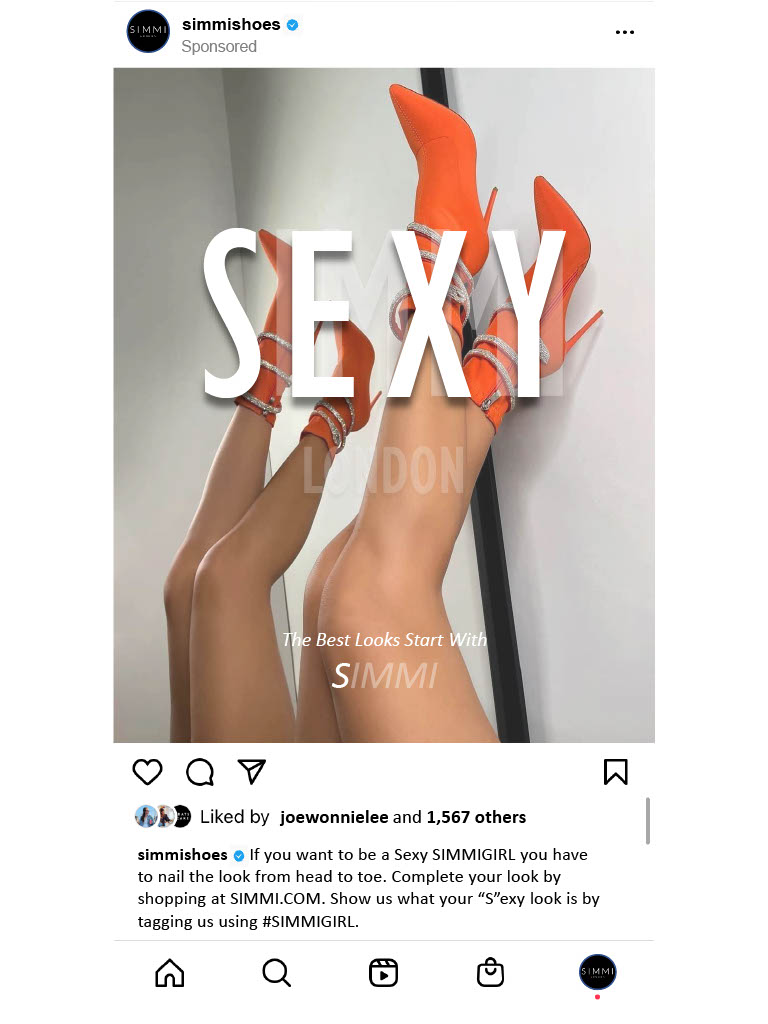 SIMMI
simmishoes
Sponsored
SEXY
SIMMI
LONDON
The Best Looks Start With
SIMMI
Liked by joewonnielee and 1,567 others
simmishoes If you want to be a Sexy SIMMIGIRL you have
to nail the look from head to toe. Complete your look by
shopping at SIMMI.COM. Show us what your “S”exy look is by
tagging us using #SIMMIGIRL.
SIMMI